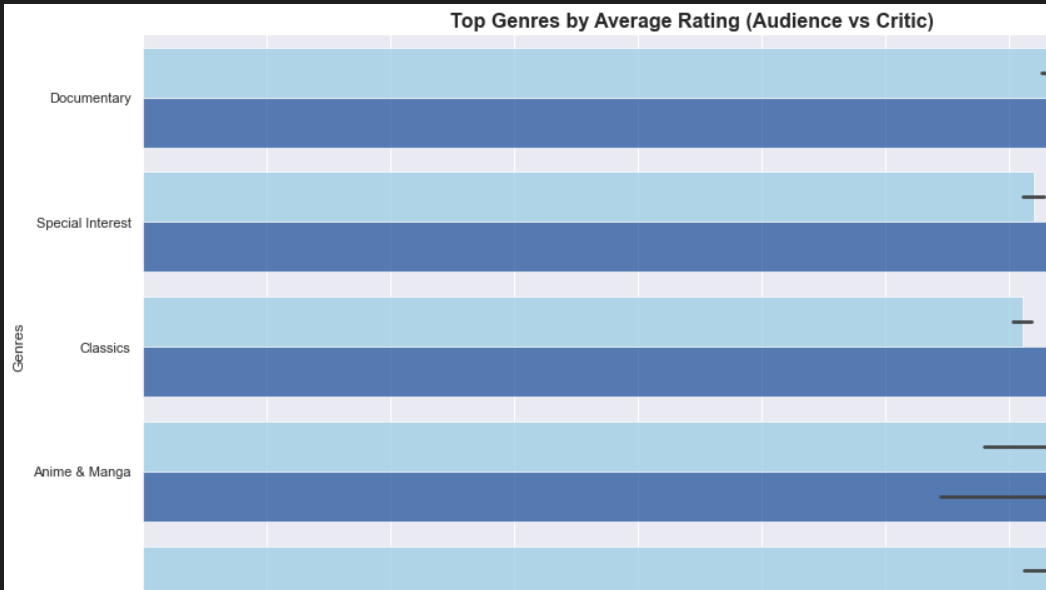 Top Genres by Average Rating (Audience vs Critic)
Documentary
Special Interest
Genres
Classics
Anime & Manga